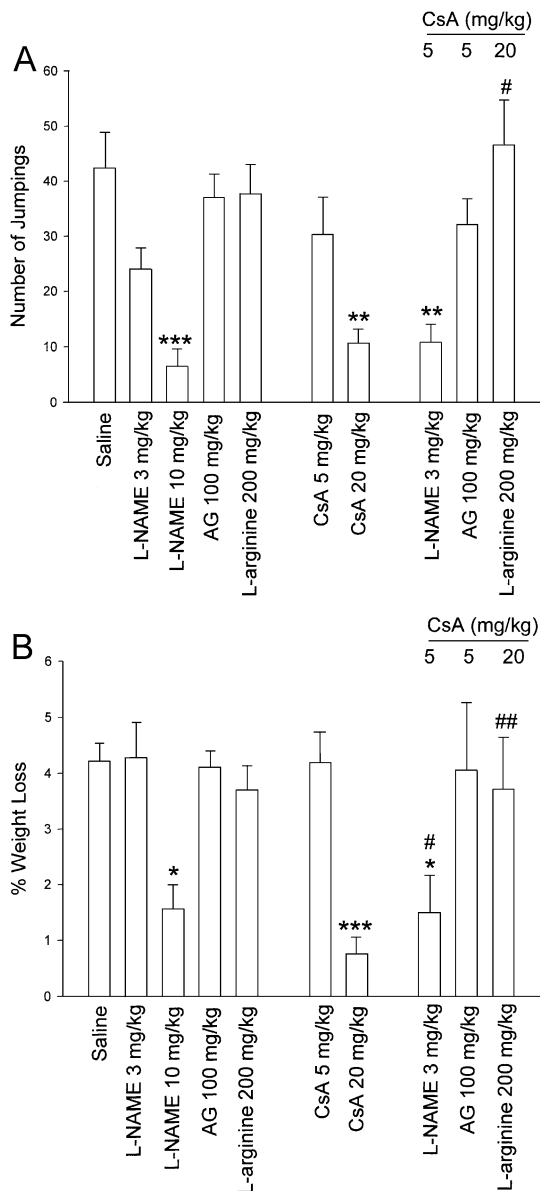 CsA (mg/kg)
5 5 20
A
60
50
40
30
20
10
0
Number of Jumpings
***
**
**
#
Saline
L-NAME 3 mg/kg
L-NAME 10 mg/kg
AG 100 mg/kg
L-arginine 200 mg/kg
CsA 5 mg/kg
CsA 20 mg/kg
L-NAME 3 mg/kg
AG 100 mg/kg
L-arginine 200 mg/kg
CsA (mg/kg)
5 5 20
B
6
5
4
3
2
1
0
% Weight Loss
*
***
#
*
##
Saline
L-NAME 3 mg/kg
L-NAME 10 mg/kg
AG 100 mg/kg
L-arginine 200 mg/kg
CsA 5 mg/kg
CsA 20 mg/kg
L-NAME 3 mg/kg
AG 100 mg/kg
L-arginine 200 mg/kg